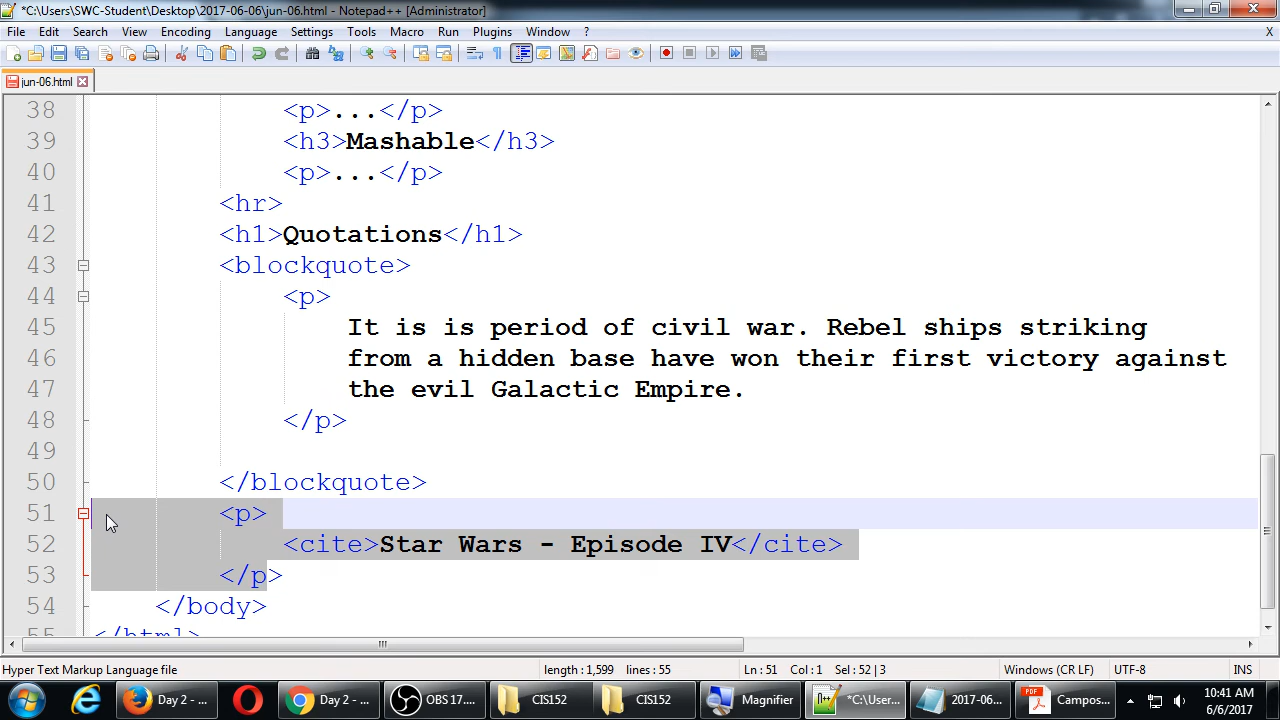 *C:\Users\SWC-Student\Desktop\2017-06-06\jun-06.html - Notepad++ [Administrator]
File Edit Search View Encoding Language Settings Tools Macro Run Plugins Window ? X
jun-06.html
38 <p>...</p>
39 <h3>Mashable</h3>
40 <p>...</p>
41 <hr>
42 <h1>Quotations</h1>
43 <blockquote>
44 <p>
45 It is is period of civil war. Rebel ships striking
46 from a hidden base have won their first victory against
47 the evil Galactic Empire.
48 </p>
49
50 </blockquote>
51 <p>
52 <cite>Star Wars - Episode IV</cite>
53 </p>
54 </body>
55 </html>
Hyper Text Markup Language file length : 1,599 lines : 55 Ln : 51 Col : 1 Sel : 52 | 3 Windows (CR LF) UTF-8 INS
Day 2 - ... Day 2 - ... OBS 17.... CIS152 CIS152 Magnifier *C:\User... 2017-06... Campos... 10:41 AM
6/6/2017